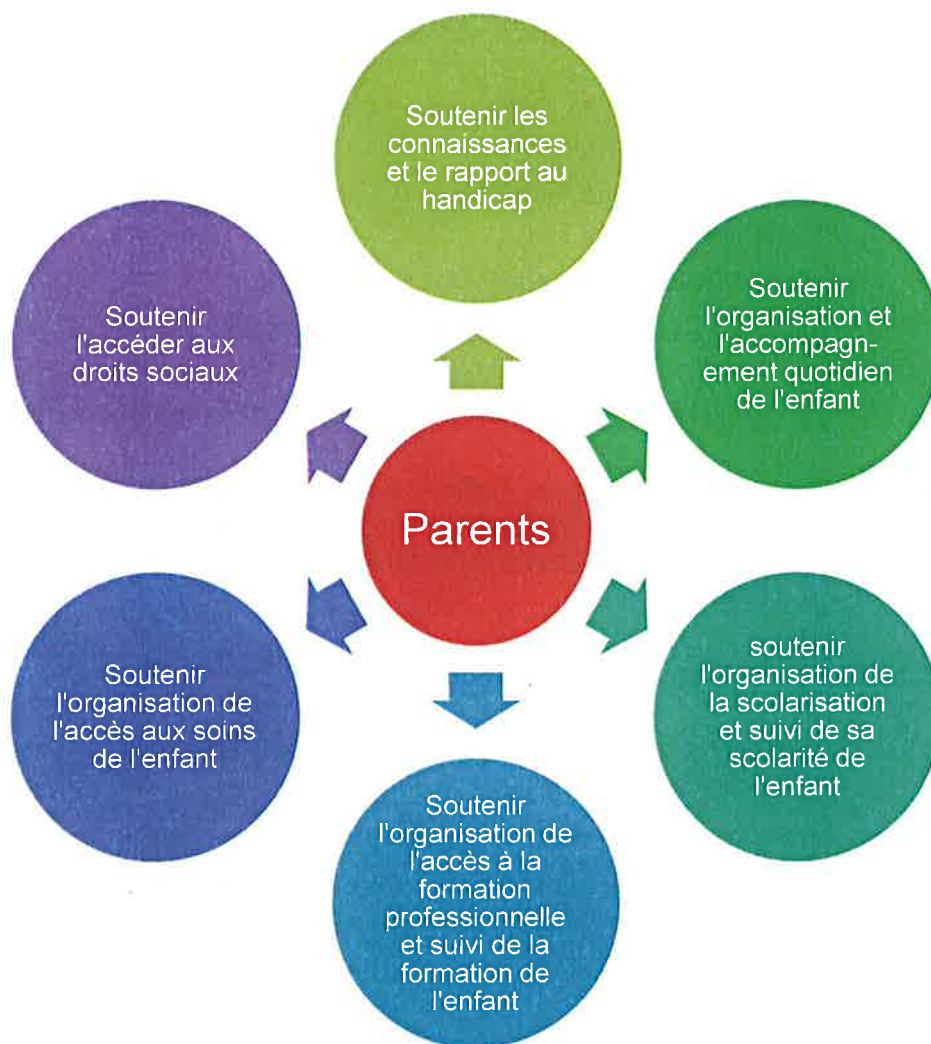 Soutenir les
connaissances
et le rapport au
handicap
Soutenir
l'organisation et
l'accompagn-
ement quotidien
de l'enfant
soutenir
l'organisation de
la scolarisation
et suivi de sa
scolarité de
l'enfant
Soutenir
l'organisation de
l'accès à la
formation
professionnelle
et suivi de la
formation de
l'enfant
Soutenir
l'organisation de
l'accès aux soins
de l'enfant
Soutenir
l'accéder aux
droits sociaux
Parents